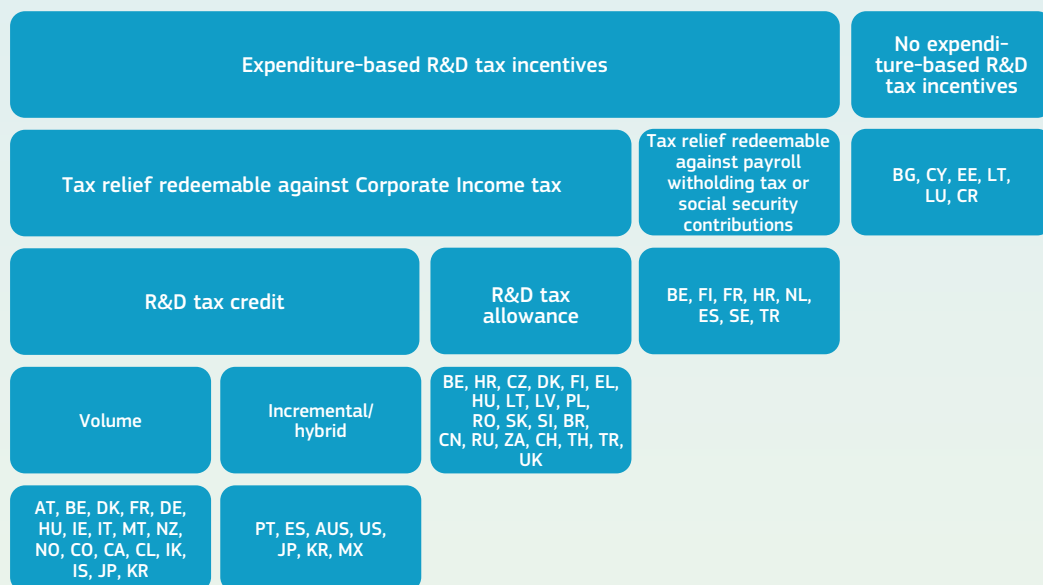 Expenditure-based R&D tax incentives
No expendi-
ture-based R&D
tax incentives
Tax relief redeemable against Corporate Income tax
Tax relief redeemable
against payroll
witholding tax or
social security
contributions
BG, CY, EE, LT,
LU, CR
R&D tax credit
R&D tax
allowance
BE, FI, FR, HR, NL,
ES, SE, TR
Volume
Incremental/
hybrid
BE, HR, CZ, DK, FI, EL,
HU, LT, LV, PL,
RO, SK, SI, BR,
CN, RU, ZA, CH, TH, TR,
UK
AT, BE, DK, FR, DE,
HU, IE, IT, MT, NZ,
NO, CO, CA, CL, IK,
IS, JP, KR
PT, ES, AUS, US,
JP, KR, MX